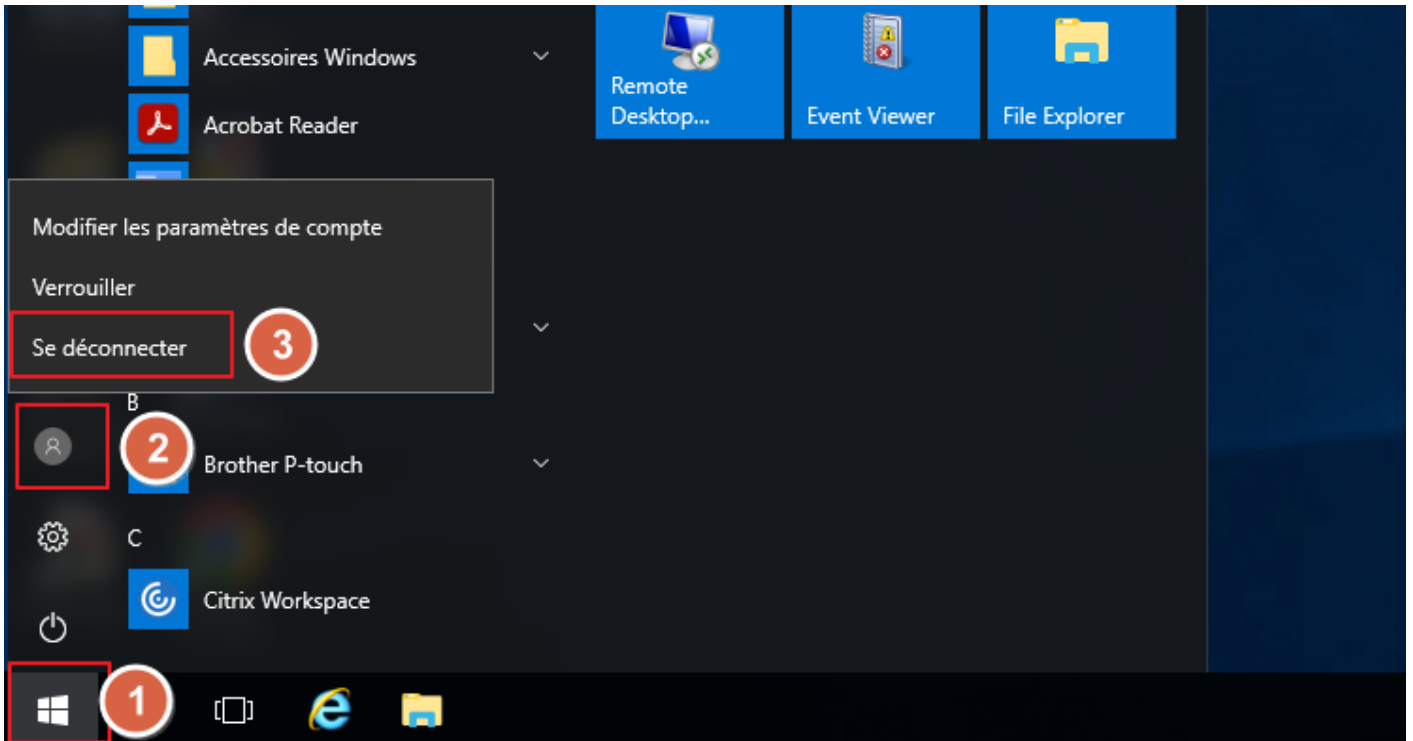 Accessoires Windows
Acrobat Reader
Remote
Desktop...
Event Viewer
File Explorer
Modifier les paramètres de compte
Verrouiller
Se déconnecter
3
B
2
Brother P-touch
C
Citrix Workspace
1